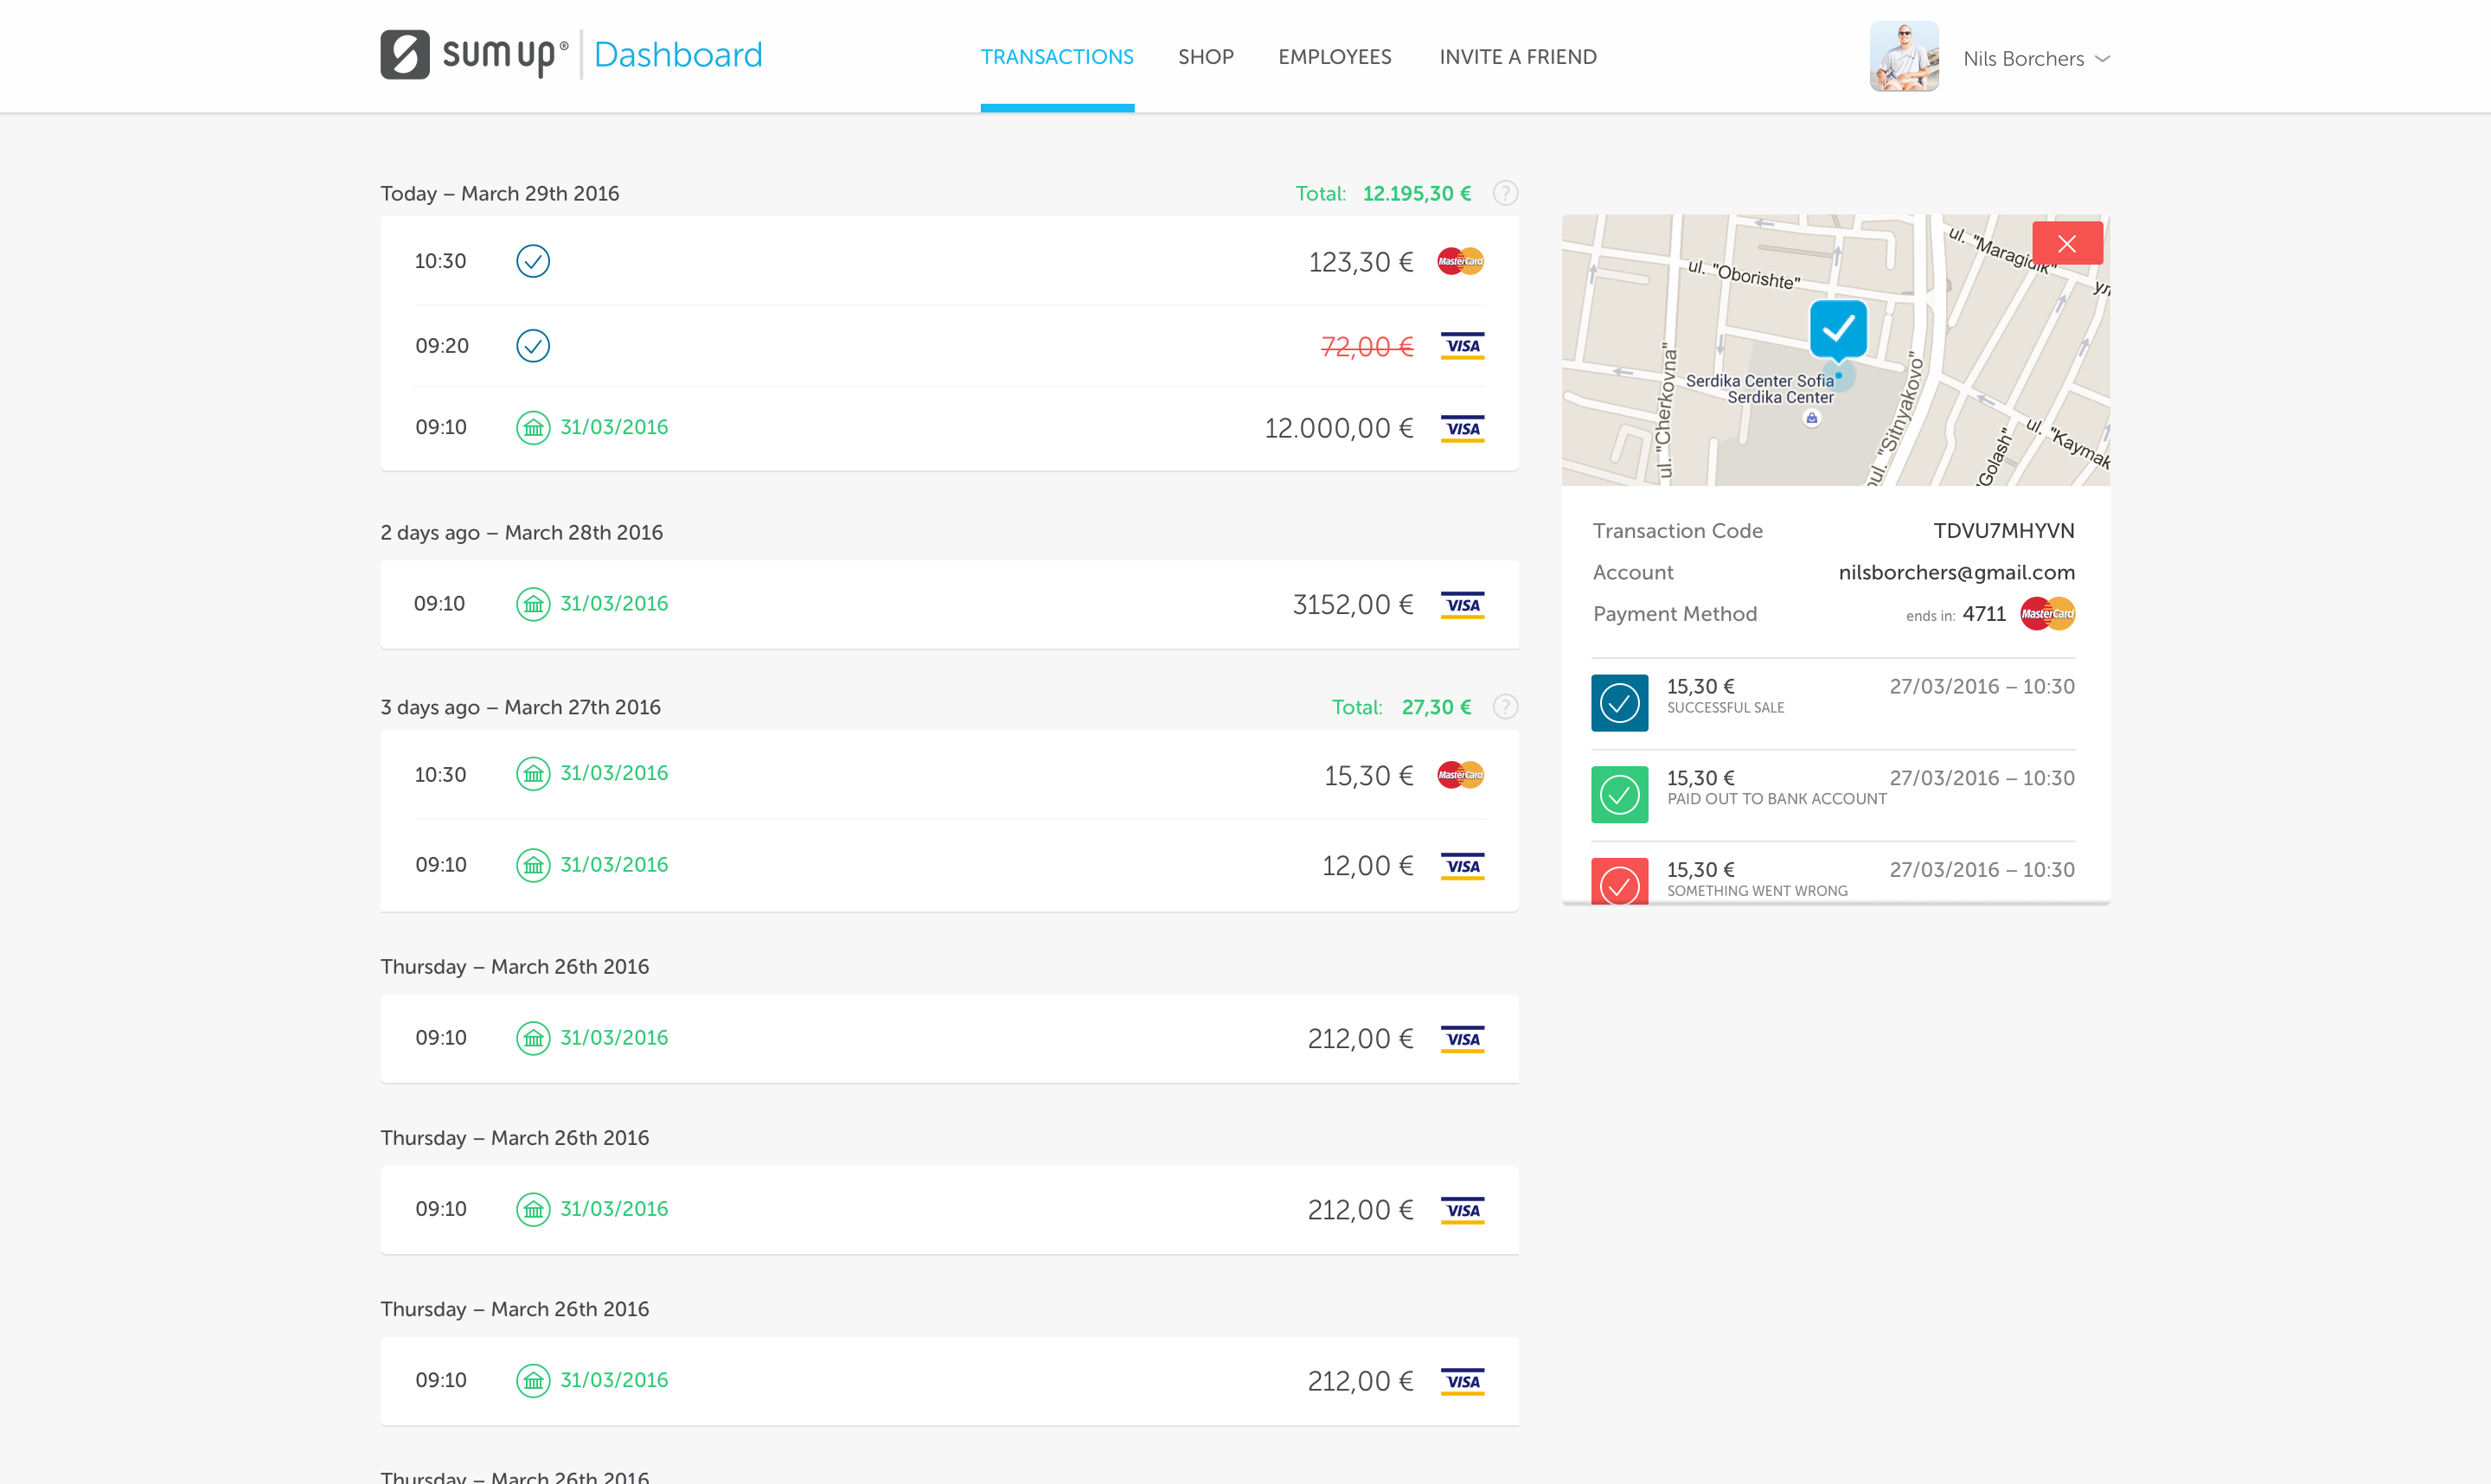 sumup® Dashboard
TRANSACTIONS SHOP EMPLOYEES INVITE A FRIEND
Nils Borchers
Today – March 29th 2016 Total: 12.195,30 € ?
10:30 123,30 € MasterCard
09:20 72,00 € VISA
09:10 31/03/2016 12.000,00 € VISA
2 days ago – March 28th 2016
09:10 31/03/2016 3152,00 € VISA
3 days ago – March 27th 2016 Total: 27,30 € ?
10:30 31/03/2016 15,30 € MasterCard
09:10 31/03/2016 12,00 € VISA
Thursday – March 26th 2016
09:10 31/03/2016 212,00 € VISA
Thursday – March 26th 2016
09:10 31/03/2016 212,00 € VISA
Thursday – March 26th 2016
09:10 31/03/2016 212,00 € VISA
Thursday – March 26th 2016
ul. "Maragidik"
ul. "Oborishte"
ул
ul. "Cherkovna"
Serdika Center Sofia
Serdika Center
oul. "Sitnyakovo"
"Golash"
ul. "Kaymak
Transaction Code TDVU7MHYVN
Account nilsborchers@gmail.com
Payment Method ends in: 4711 MasterCard
15,30 € 27/03/2016 – 10:30
SUCCESSFUL SALE
15,30 € 27/03/2016 – 10:30
PAID OUT TO BANK ACCOUNT
15,30 € 27/03/2016 – 10:30
SOMETHING WENT WRONG